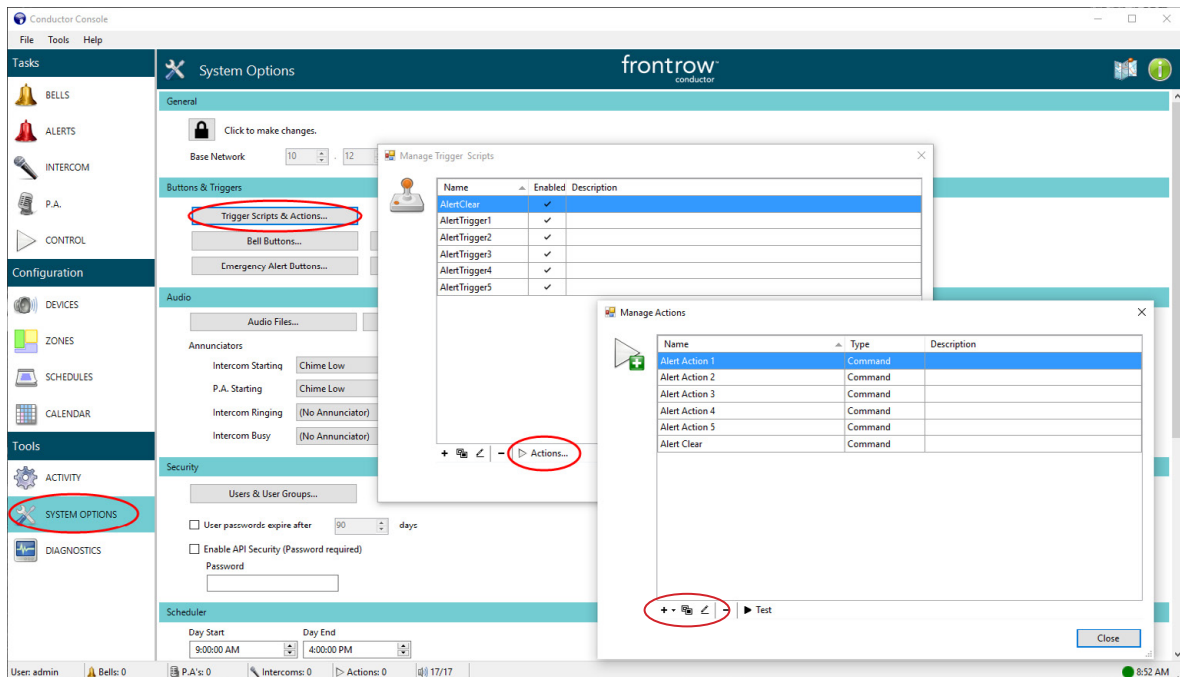 Conductor Console
File Tools Help
Tasks
BELLS
ALERTS
INTERCOM
P.A.
CONTROL
Configuration
DEVICES
ZONES
SCHEDULES
CALENDAR
Tools
ACTIVITY
SYSTEM OPTIONS
DIAGNOSTICS
System Options
frontrow
conductor
General
Click to make changes.
Base Network 10 . 12
Buttons & Triggers
Trigger Scripts & Actions...
Bell Buttons...
Emergency Alert Buttons...
Audio
Audio Files...
Annunciators
Intercom Starting Chime Low
P.A. Starting Chime Low
Intercom Ringing (No Annunciator)
Intercom Busy (No Annunciator)
Security
Users & User Groups...
User passwords expire after 90 days
Enable API Security (Password required)
Password
Scheduler
Day Start Day End
9:00:00 AM 4:00:00 PM
Manage Trigger Scripts
Name Enabled Description
AlertClear
AlertTrigger1
AlertTrigger2
AlertTrigger3
AlertTrigger4
AlertTrigger5
Actions...
Manage Actions
Name Type Description
Alert Action 1 Command
Alert Action 2 Command
Alert Action 3 Command
Alert Action 4 Command
Alert Action 5 Command
Alert Clear Command
Test
Close
User: admin Bells: 0 P.A's: 0 Intercoms: 0 Actions: 0 17/17 8:52 AM